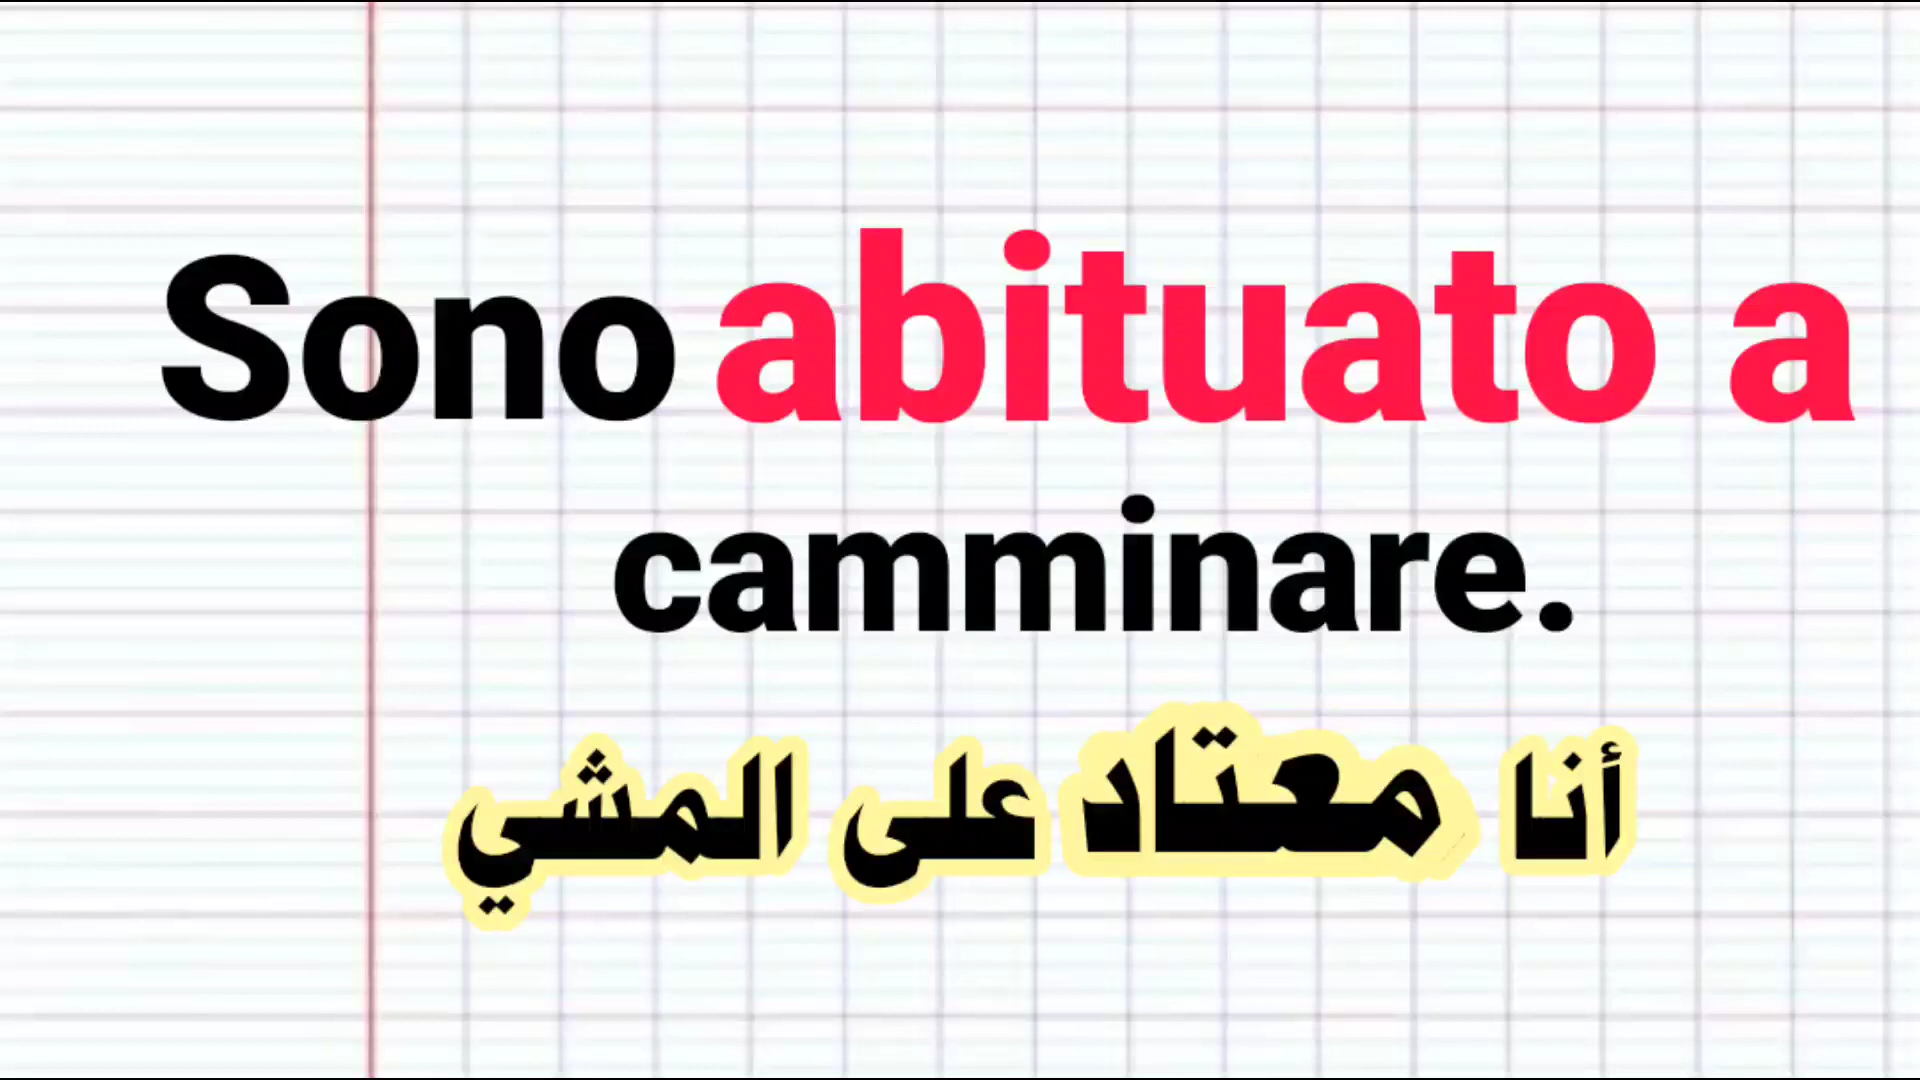 Sono abituato a
camminare.
أنا معتاد على المشي